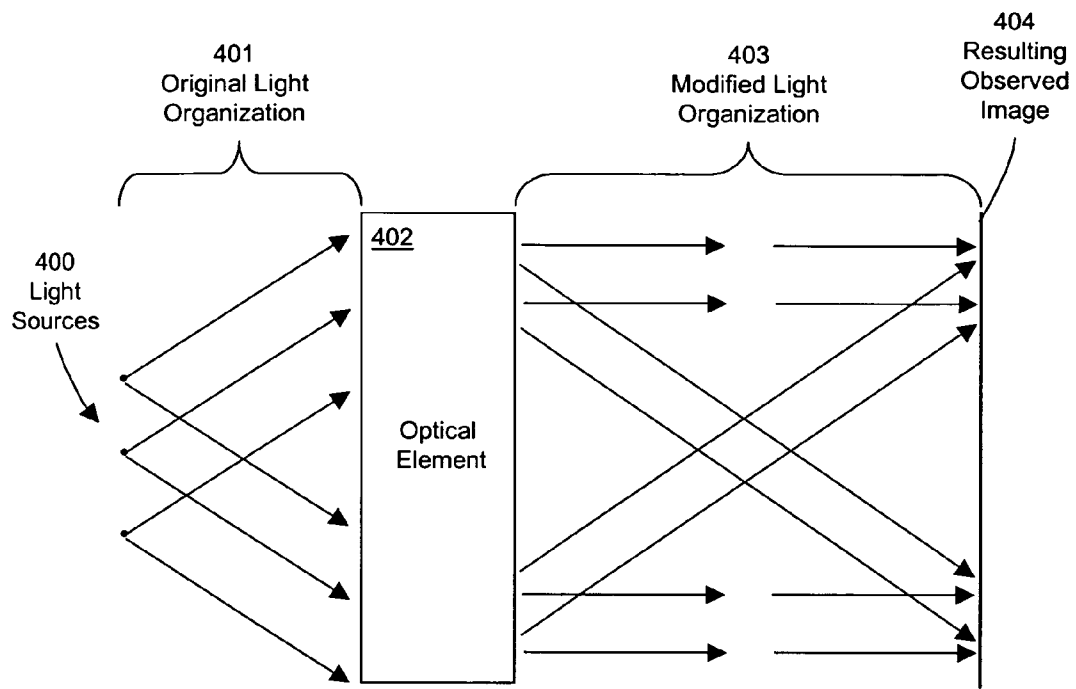 401
Original Light
Organization
403
Modified Light
Organization
404
Resulting
Observed
Image
400
Light
Sources
402
Optical
Element